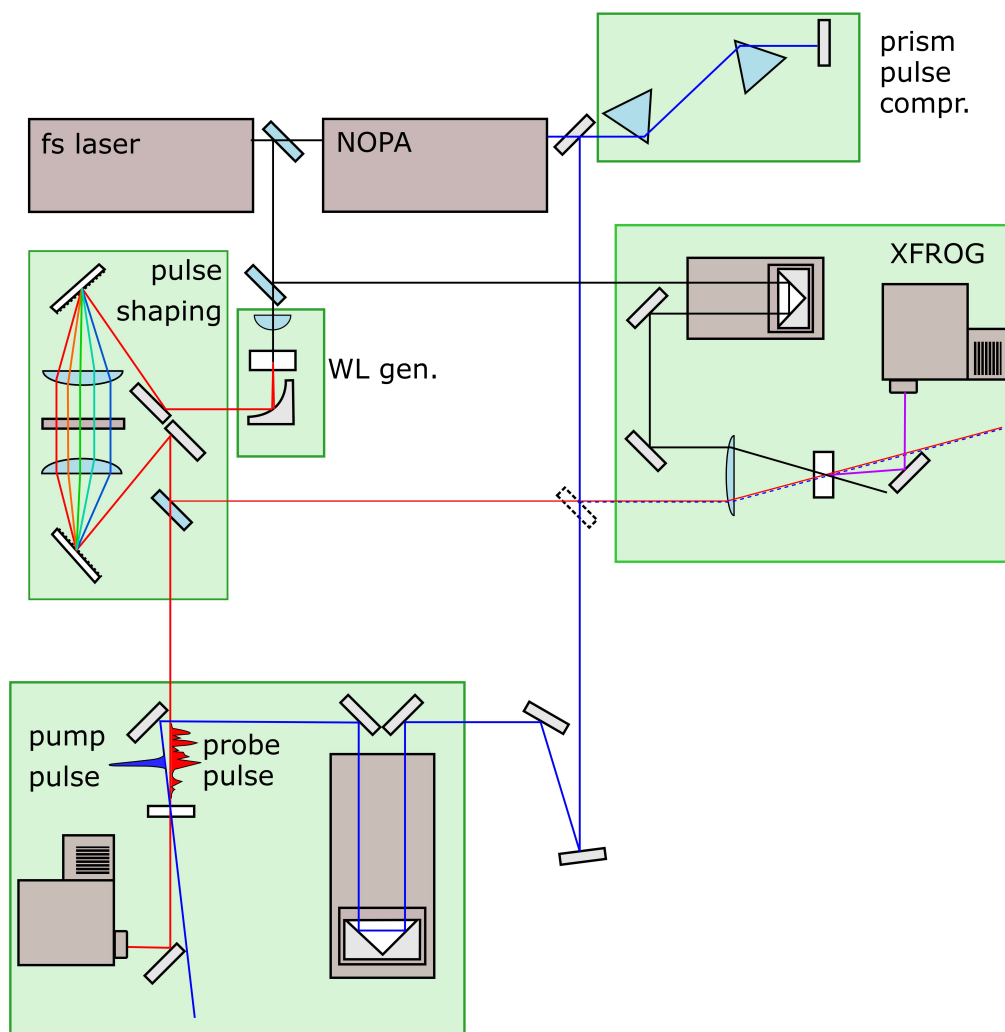 prism
pulse
compr.
fs laser
NOPA
XFROG
pulse
shaping
WL gen.
pump
pulse
probe
pulse